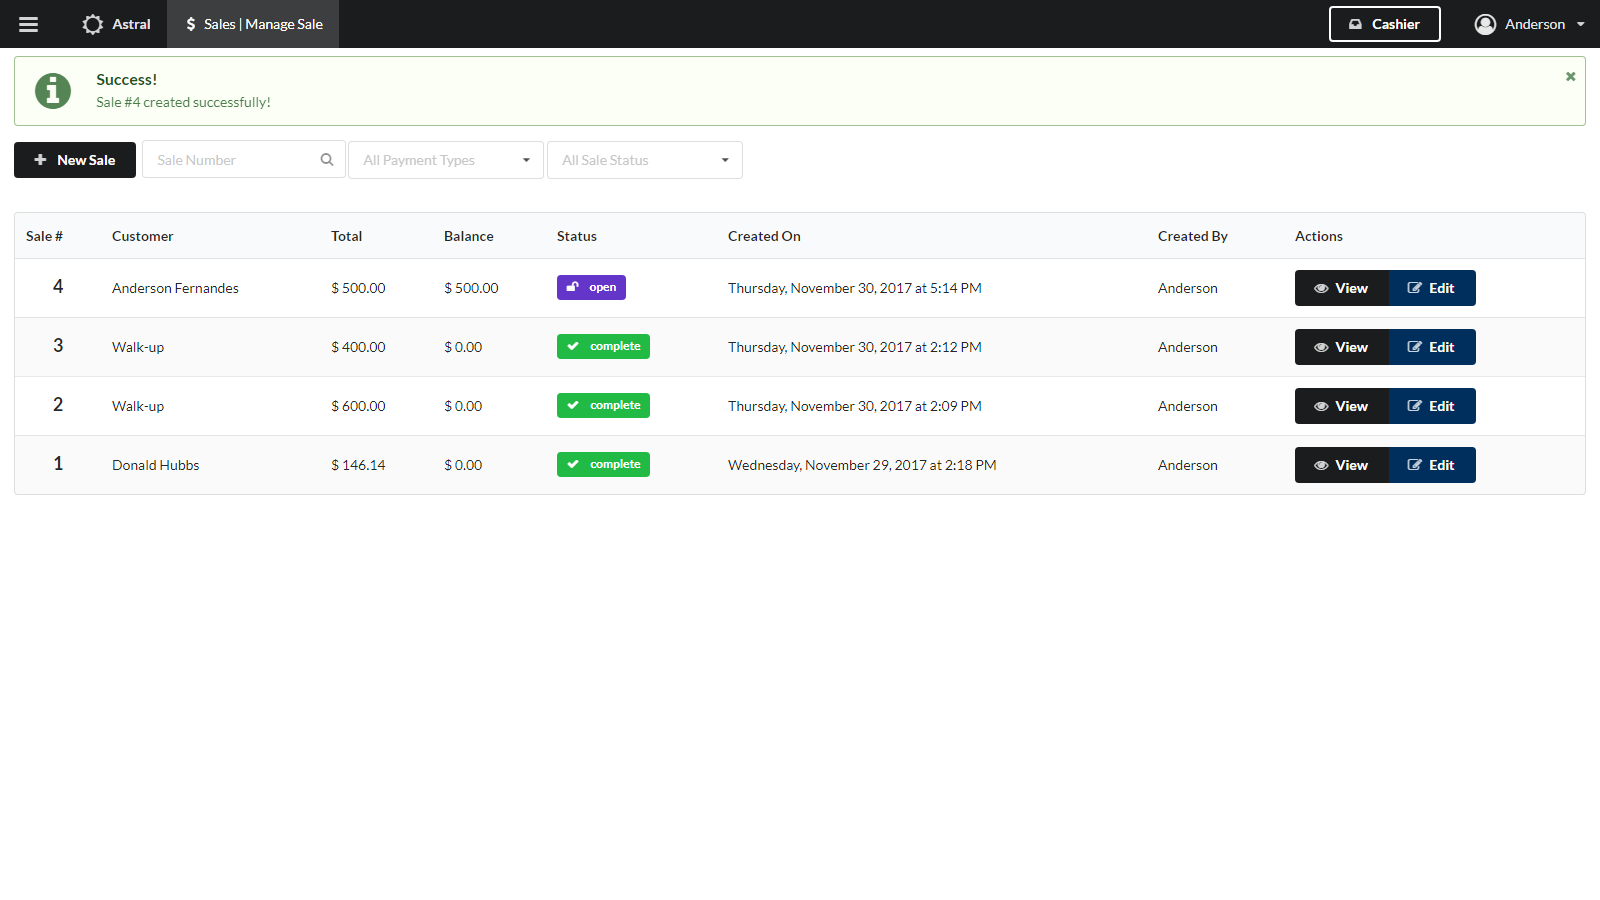 Astral $ Sales | Manage Sale Cashier Anderson
Success!
Sale #4 created successfully!
New Sale Sale Number All Payment Types All Sale Status
Sale # Customer Total Balance Status Created On Created By Actions
4 Anderson Fernandes $ 500.00 $ 500.00 open Thursday, November 30, 2017 at 5:14 PM Anderson View Edit
3 Walk-up $ 400.00 $ 0.00 complete Thursday, November 30, 2017 at 2:12 PM Anderson View Edit
2 Walk-up $ 600.00 $ 0.00 complete Thursday, November 30, 2017 at 2:09 PM Anderson View Edit
1 Donald Hubbs $ 146.14 $ 0.00 complete Wednesday, November 29, 2017 at 2:18 PM Anderson View Edit